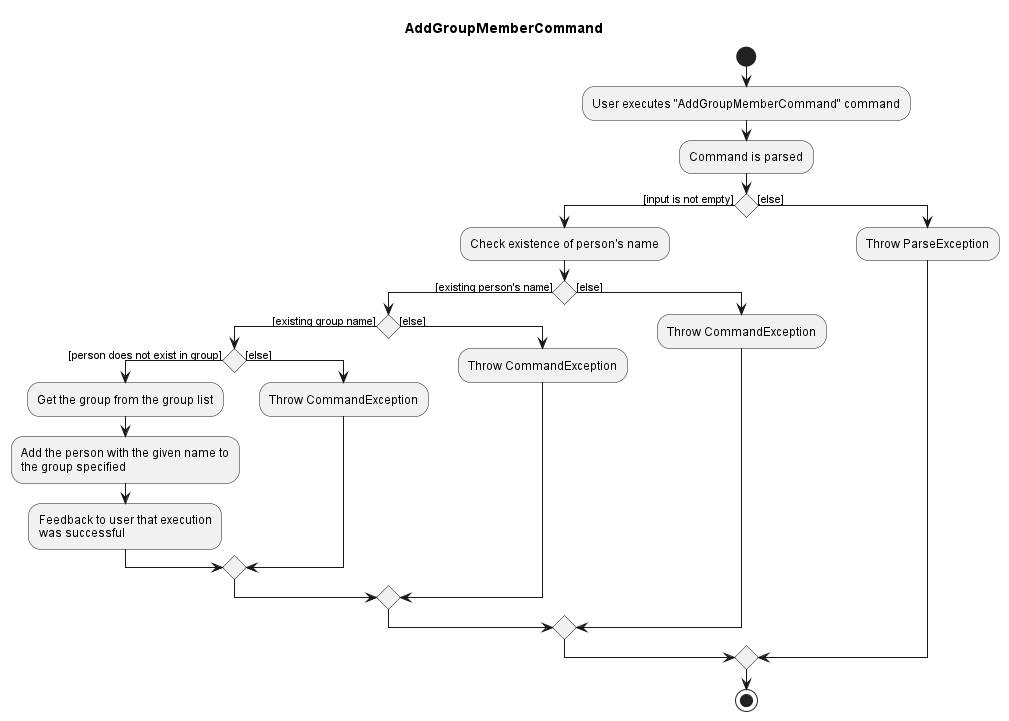 AddGroupMemberCommand
User executes "AddGroupMemberCommand" command
Command is parsed
[input is not empty]
[else]
Check existence of person's name
Throw ParseException
[existing person's name]
[else]
[existing group name]
[else]
Throw CommandException
[person does not exist in group]
[else]
Throw CommandException
Get the group from the group list
Throw CommandException
Add the person with the given name to
the group specified
Feedback to user that execution
was successful